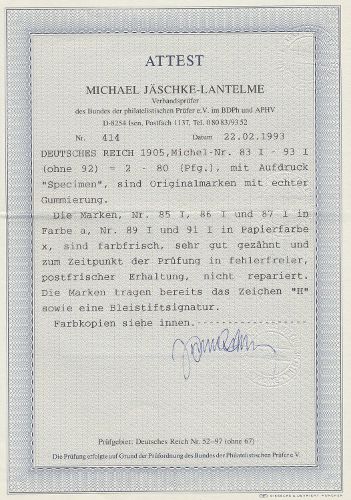 ATTEST
MICHAEL JÄSCHKE-LANTELME
Verbandsprüfer
des Bundes der philatelistischen Prüfer e.V. im BDPh und APHV
D-8254 Isen, Postfach 1137, Tel. 0 80 83/93 52
Nr. 414 Datum 22.02.1993
DEUTSCHES REICH 1905, Michel-Nr. 83 I - 93 I
(ohne 92) = 2 - 80 (Pfg.), mit Aufdruck
"Specimen", sind Originalmarken mit echter
Gummierung.
Die Marken, Nr. 85 I, 86 I und 87 I in
Farbe a, Nr. 89 I und 91 I in Papierfarbe
x, sind farbfrisch, sehr gut gezähnt und
zum Zeitpunkt der Prüfung in fehlerfreier,
postfrischer Erhaltung, nicht repariert.
Die Marken tragen bereits das Zeichen "H"
sowie eine Bleistiftsignatur.
Farbkopien siehe innen.---------------------
Prüfgebiet: Deutsches Reich Nr. 52-97 (ohne 67)
Die Prüfung erfolgte auf Grund der Prüfordnung des Bundes der Philatelistischen Prüfer e.V.
GIESECKE & DEVRIENT, MÜNCHEN